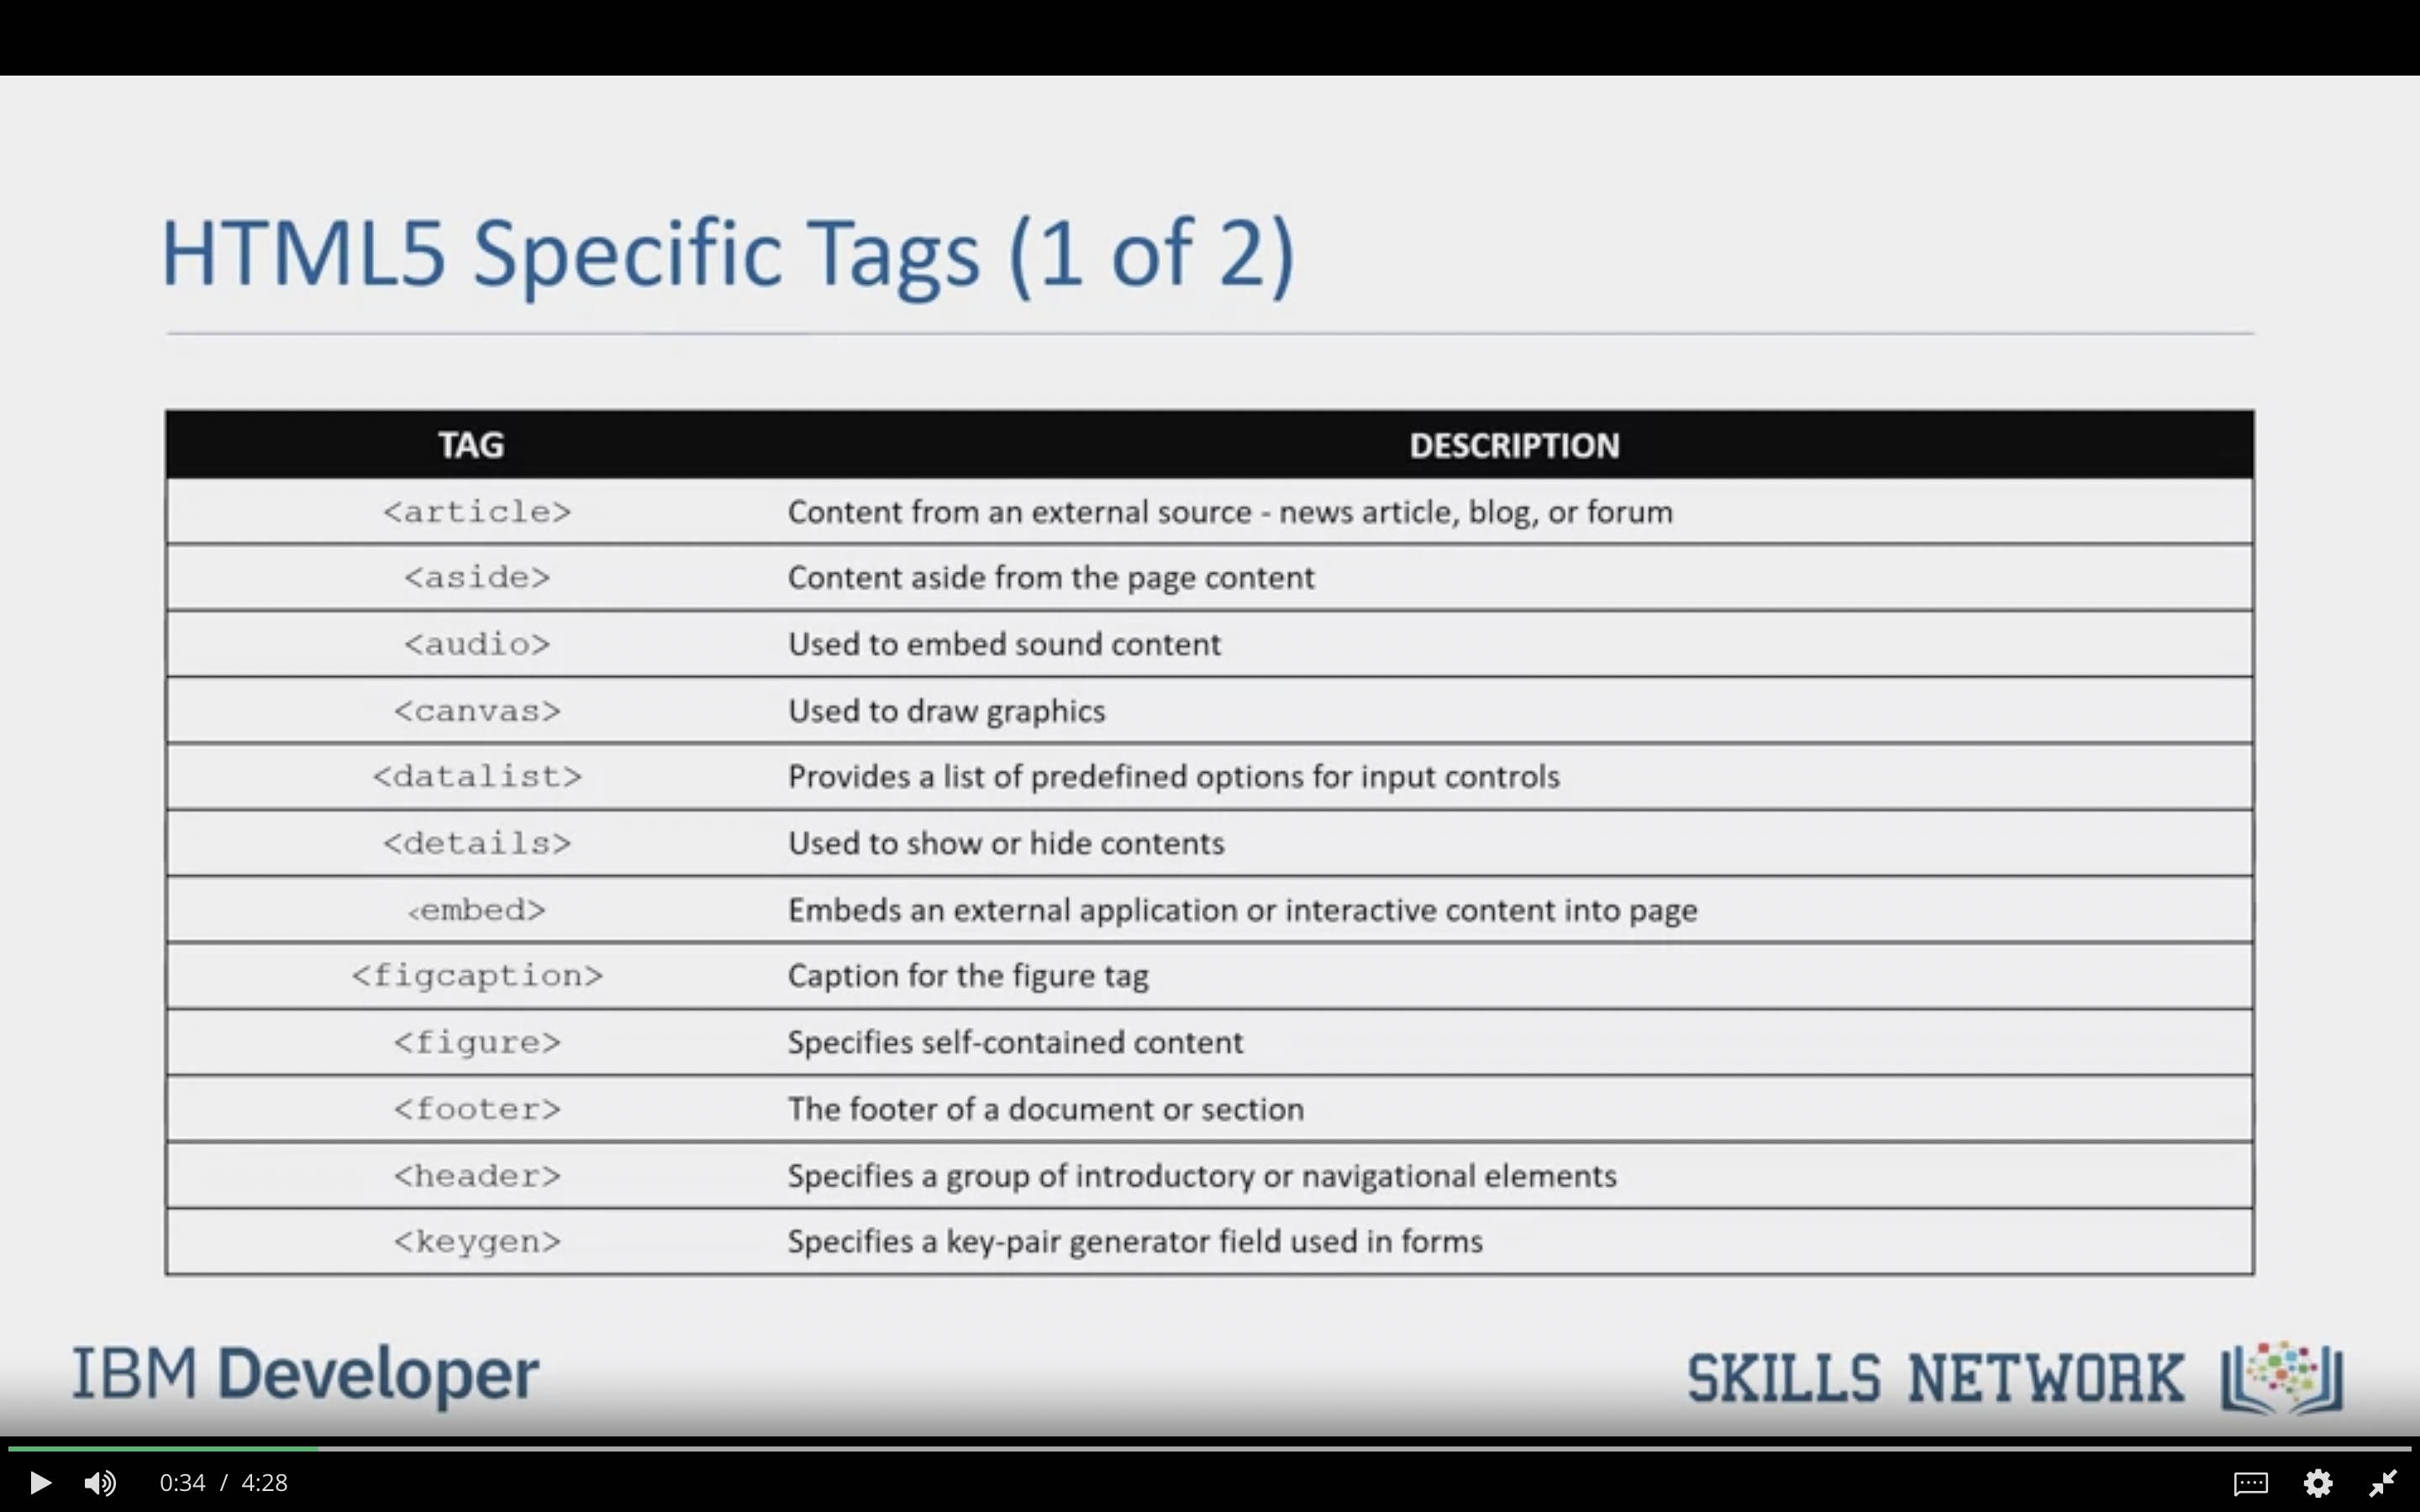 HTML5 Specific Tags (1 of 2)
TAG DESCRIPTION
<article> Content from an external source - news article, blog, or forum
<aside> Content aside from the page content
<audio> Used to embed sound content
<canvas> Used to draw graphics
<datalist> Provides a list of predefined options for input controls
<details> Used to show or hide contents
<embed> Embeds an external application or interactive content into page
<figcaption> Caption for the figure tag
<figure> Specifies self-contained content
<footer> The footer of a document or section
<header> Specifies a group of introductory or navigational elements
<keygen> Specifies a key-pair generator field used in forms
IBM Developer SKILLS NETWORK
0:34 / 4:28